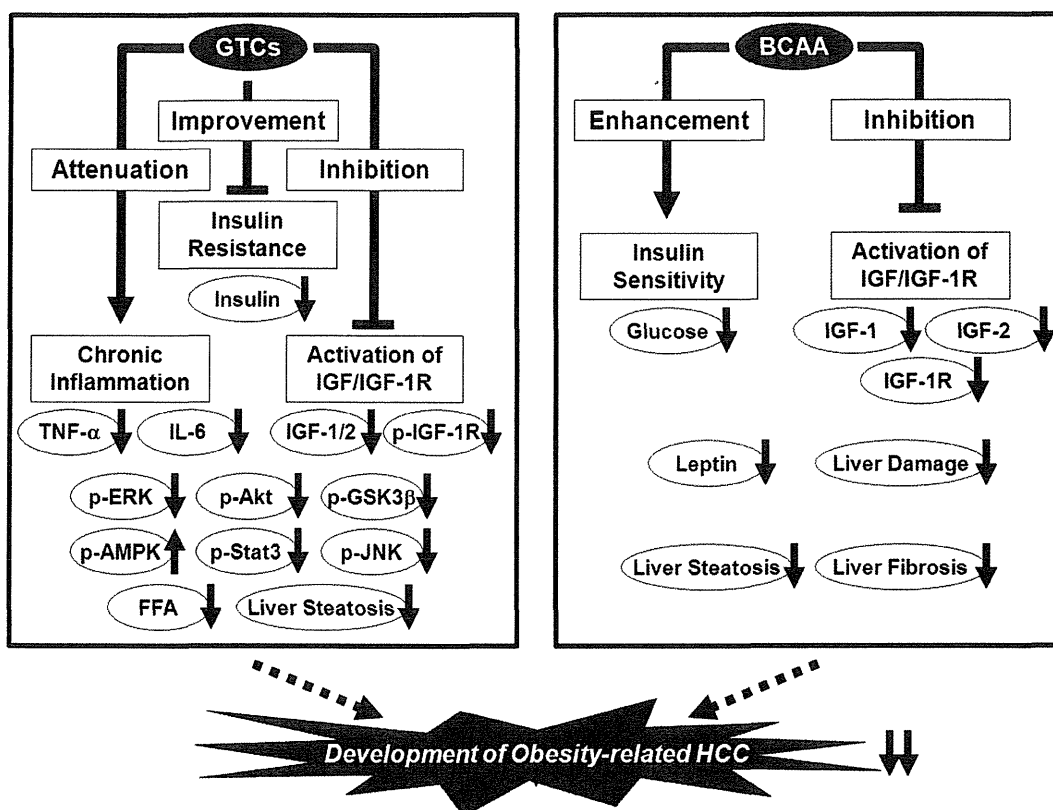 GTCs
Improvement
Attenuation
Inhibition
Insulin
Resistance
Insulin
Chronic
Inflammation
Activation of
IGF/IGF-1R
TNF-α
IL-6
IGF-1/2
p-IGF-1R
p-ERK
p-Akt
p-GSK3β
p-AMPK
p-Stat3
p-JNK
FFA
Liver Steatosis
BCAA
Enhancement
Inhibition
Insulin
Sensitivity
Activation of
IGF/IGF-1R
Glucose
IGF-1
IGF-2
IGF-1R
Leptin
Liver Damage
Liver Steatosis
Liver Fibrosis
Development of Obesity-related HCC